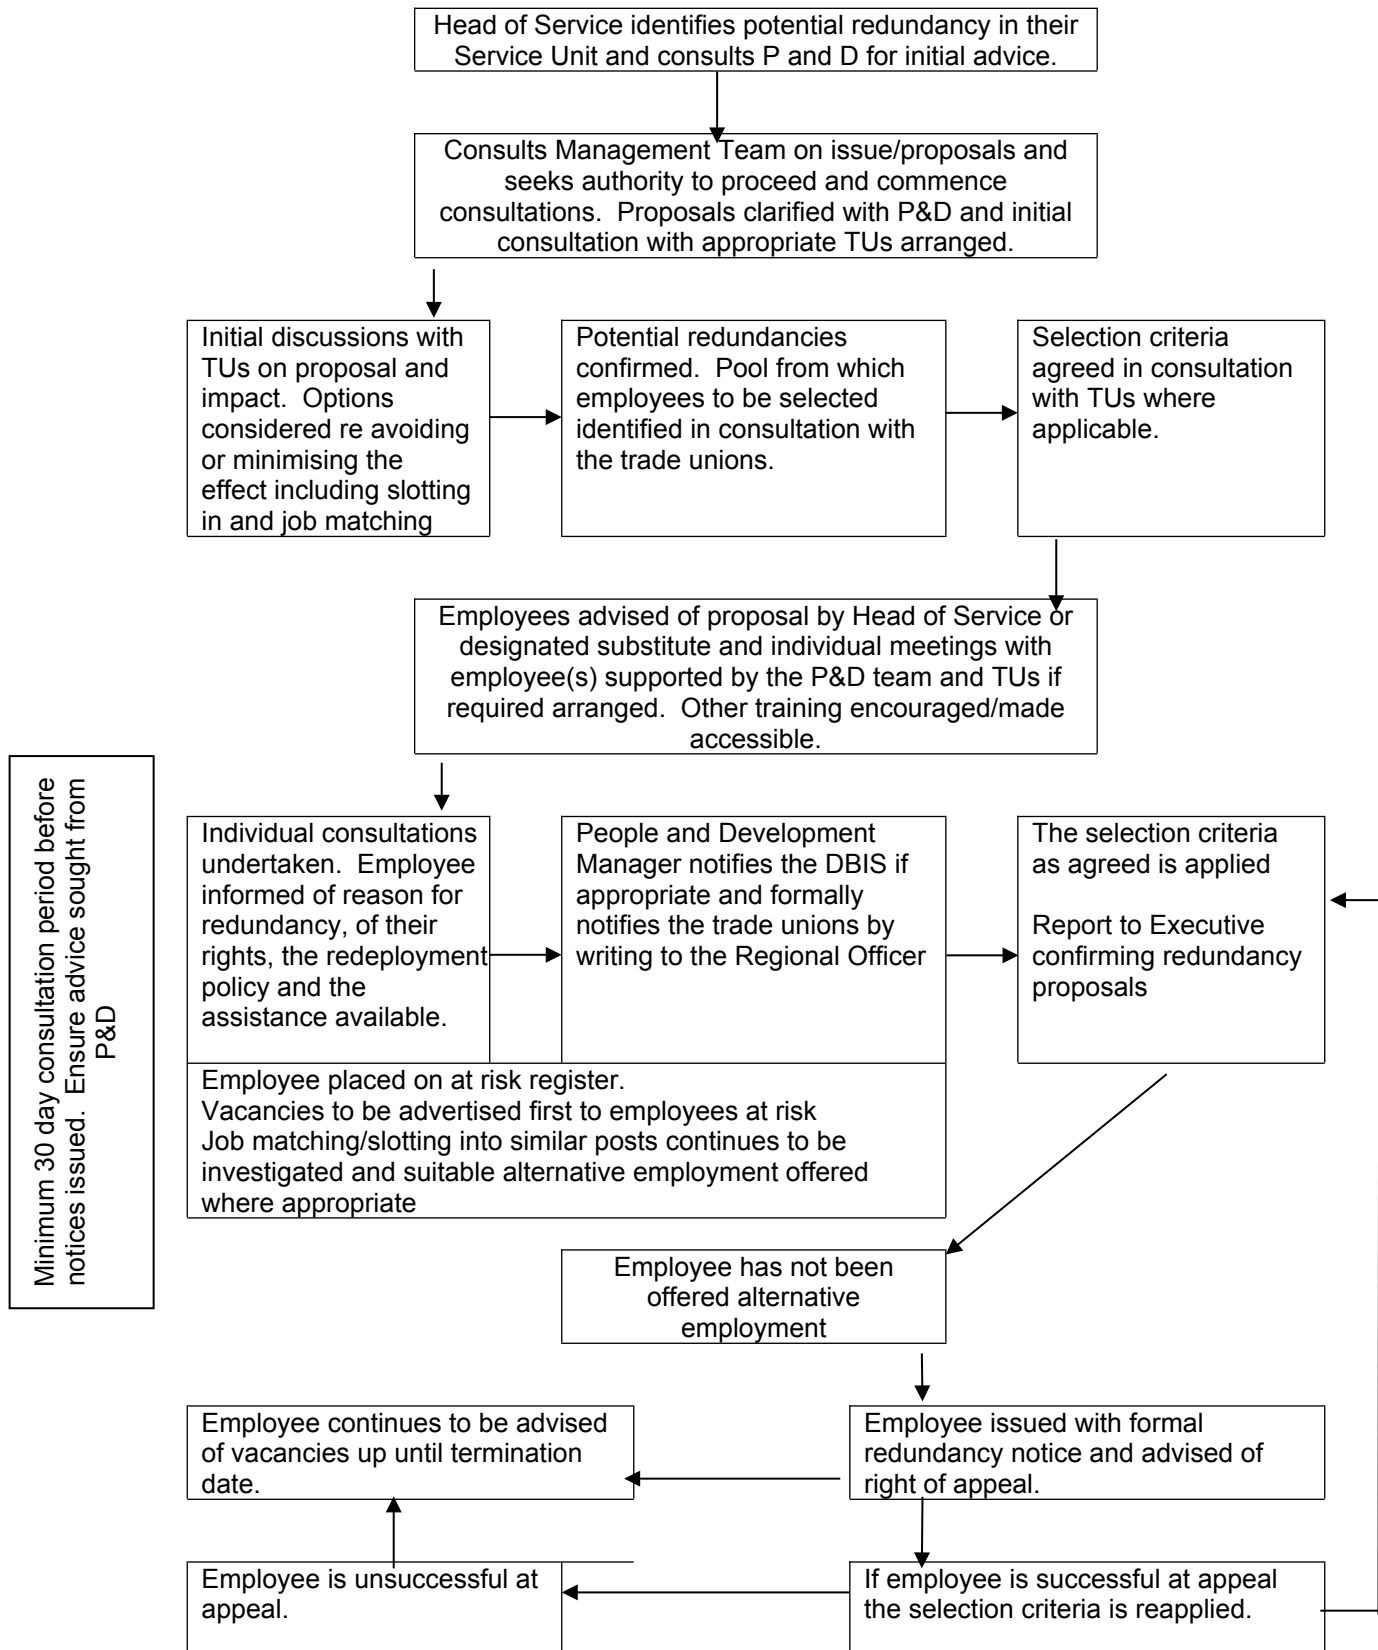 Head of Service identifies potential redundancy in their
Service Unit and consults P and D for initial advice.
Consults Management Team on issue/proposals and
seeks authority to proceed and commence
consultations.  Proposals clarified with P&D and initial
consultation with appropriate TUs arranged.
Initial discussions with
TUs on proposal and
impact.  Options
considered re avoiding
or minimising the
effect including slotting
in and job matching
Potential redundancies
confirmed.  Pool from which
employees to be selected
identified in consultation with
the trade unions.
Selection criteria
agreed in consultation
with TUs where
applicable.
Employees advised of proposal by Head of Service or
designated substitute and individual meetings with
employee(s) supported by the P&D team and TUs if
required arranged.  Other training encouraged/made
accessible.
Minimum 30 day consultation period before
notices issued.  Ensure advice sought from
P&D
Individual consultations
undertaken.  Employee
informed of reason for
redundancy, of their
rights, the redeployment
policy and the
assistance available.
People and Development
Manager notifies the DBIS if
appropriate and formally
notifies the trade unions by
writing to the Regional Officer
The selection criteria
as agreed is applied
Report to Executive
confirming redundancy
proposals
Employee placed on at risk register.
Vacancies to be advertised first to employees at risk
Job matching/slotting into similar posts continues to be
investigated and suitable alternative employment offered
where appropriate
Employee has not been
offered alternative
employment
Employee continues to be advised
of vacancies up until termination
date.
Employee issued with formal
redundancy notice and advised of
right of appeal.
Employee is unsuccessful at
appeal.
If employee is successful at appeal
the selection criteria is reapplied.